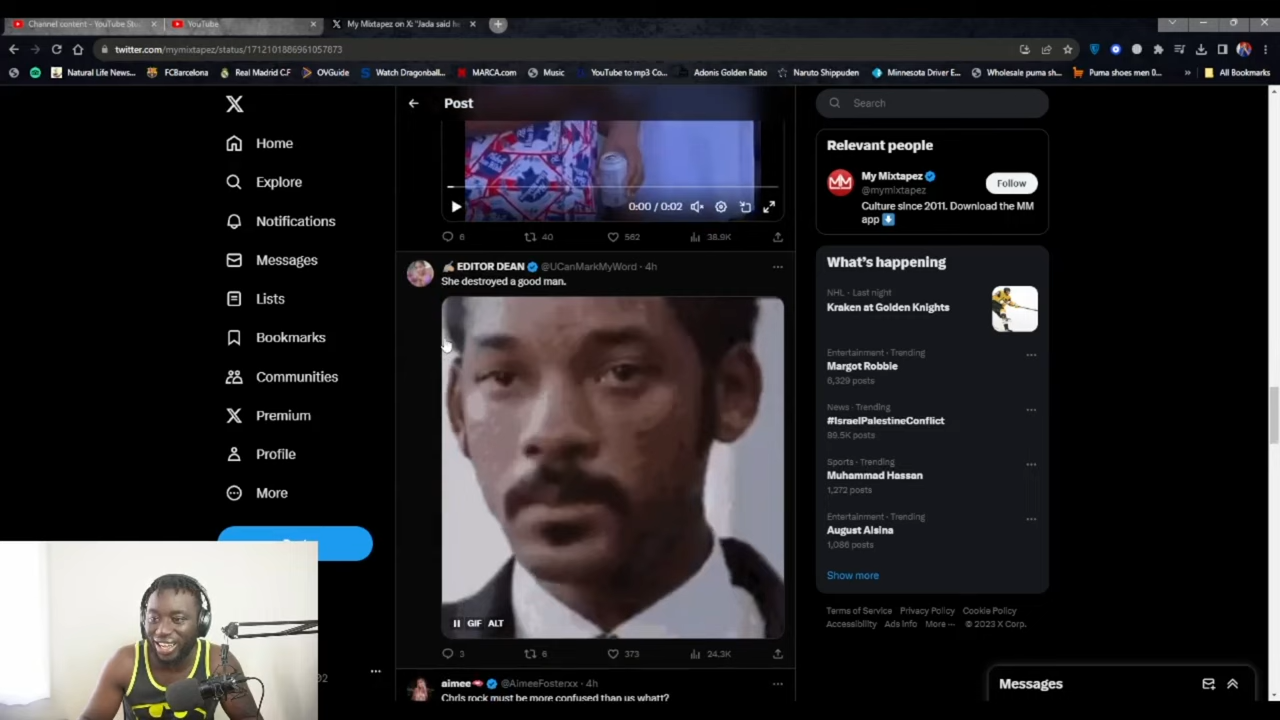 Channel content - YouTube St
YouTube
My Mixtapez on X: "Jada said he
twitter.com/mymixtapez/status/1712101886961057873
Natural Life News...
FCBarcelona
Real Madrid C.F
OVGuide
Watch Dragonball...
MARCA.com
Music
YouTube to mp3 Co...
Adonis Golden Ratio
Naruto Shippuden
Minnesota Driver E...
Wholesale puma sh...
Puma shoes men 0...
All Bookmarks
Home
Explore
Notifications
Messages
Lists
Bookmarks
Communities
Premium
Profile
More
Post
0:00 / 0:02
6
40
562
38.9K
EDITOR DEAN @UCanMarkMyWord · 4h
She destroyed a good man.
GIF ALT
3
6
373
24.3K
aimee @AimeeFosterxx · 4h
Chris rock must be more confused than us whatt?
Search
Relevant people
My Mixtapez
@mymixtapez
Follow
Culture since 2011. Download the MM
app
What's happening
NHL · Last night
Kraken at Golden Knights
Entertainment · Trending
Margot Robbie
6,329 posts
News · Trending
#IsraelPalestineConflict
89.5K posts
Sports · Trending
Muhammad Hassan
1,272 posts
Entertainment · Trending
August Alsina
1,086 posts
Show more
Terms of Service Privacy Policy Cookie Policy
Accessibility Ads info More ··· © 2023 X Corp.
Messages